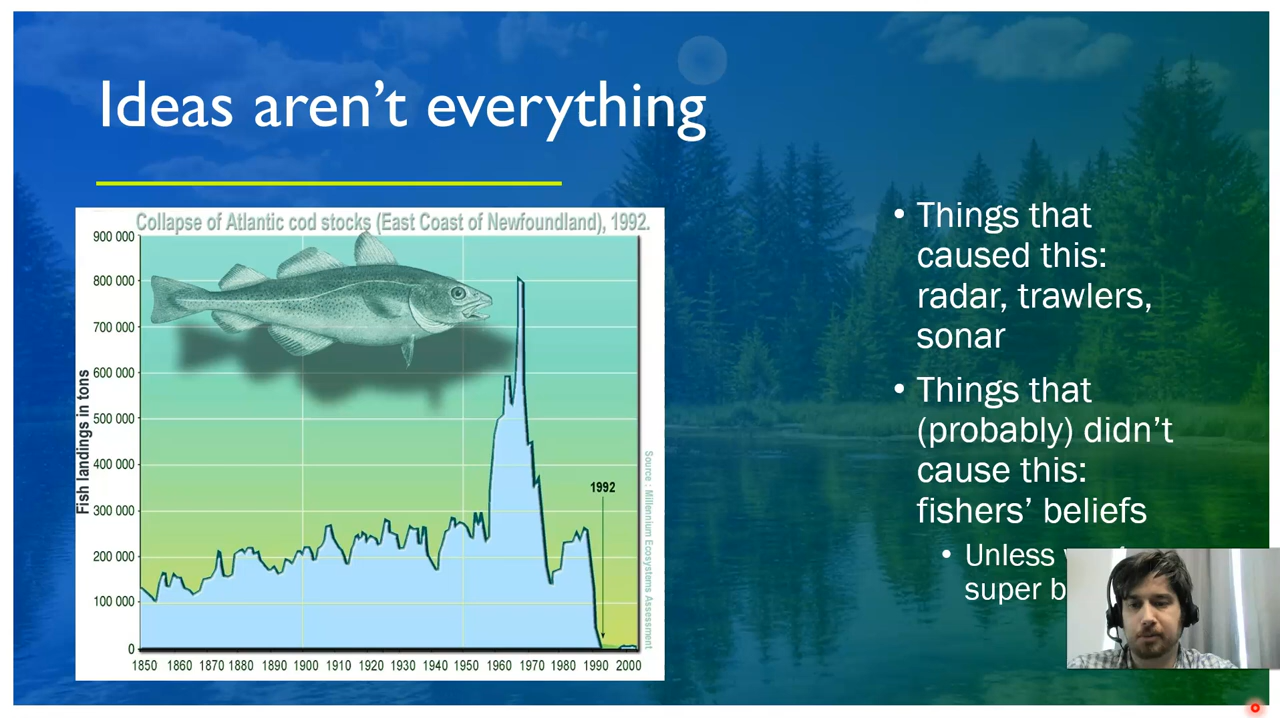 Ideas aren't everything
Collapse of Atlantic cod stocks (East Coast of Newfoundland), 1992.
900 000
800 000
700 000
600 000
500 000
400 000
300 000
200 000
100 000
0
Fish landings in tons
1992
Source : Millennium Ecosystems Assessment
1850 1860 1870 1880 1890 1900 1910 1920 1930 1940 1950 1960 1970 1980 1990 2000
• Things that
caused this:
radar, trawlers,
sonar
• Things that
(probably) didn't
cause this:
fishers' beliefs
• Unless
super